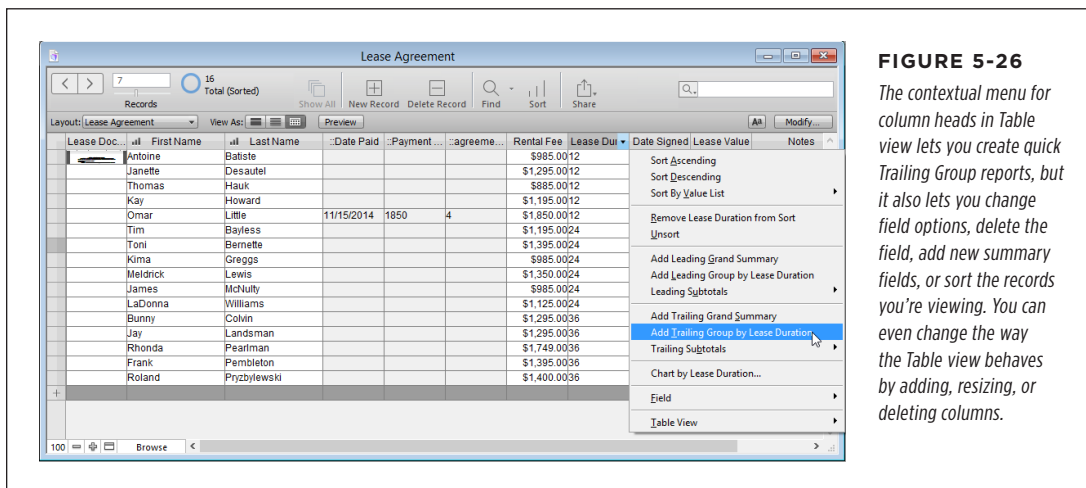 Lease Agreement
7
16
Total (Sorted)
Records
Show All New Record Delete Record Find Sort Share
Layout: Lease Agreement View As: Preview Aa Modify...
Lease Doc... First Name Last Name ::Date Paid ::Payment ... ::agreeme... Rental Fee Lease Dur Date Signed Lease Value Notes
Antoine Batiste $985.00 12
Janette Desautel $1,295.00 12
Thomas Hauk $885.00 12
Kay Howard $1,195.00 12
Omar Little 11/15/2014 1850 4 $1,850.00 12
Tim Bayless $1,195.00 24
Toni Bernette $1,395.00 24
Kima Greggs $985.00 24
Meldrick Lewis $1,350.00 24
James McNulty $985.00 24
LaDonna Williams $1,125.00 24
Bunny Colvin $1,295.00 36
Jay Landsman $1,295.00 36
Rhonda Pearlman $1,749.00 36
Frank Pembleton $1,395.00 36
Roland Pryzbylewski $1,400.00 36
Sort Ascending
Sort Descending
Sort By Value List
Remove Lease Duration from Sort
Unsort
Add Leading Grand Summary
Add Leading Group by Lease Duration
Leading Subtotals
Add Trailing Grand Summary
Add Trailing Group by Lease Duration
Trailing Subtotals
Chart by Lease Duration...
Field
Table View
100 Browse
FIGURE 5-26
The contextual menu for
column heads in Table
view lets you create quick
Trailing Group reports, but
it also lets you change
field options, delete the
field, add new summary
fields, or sort the records
you're viewing. You can
even change the way
the Table view behaves
by adding, resizing, or
deleting columns.